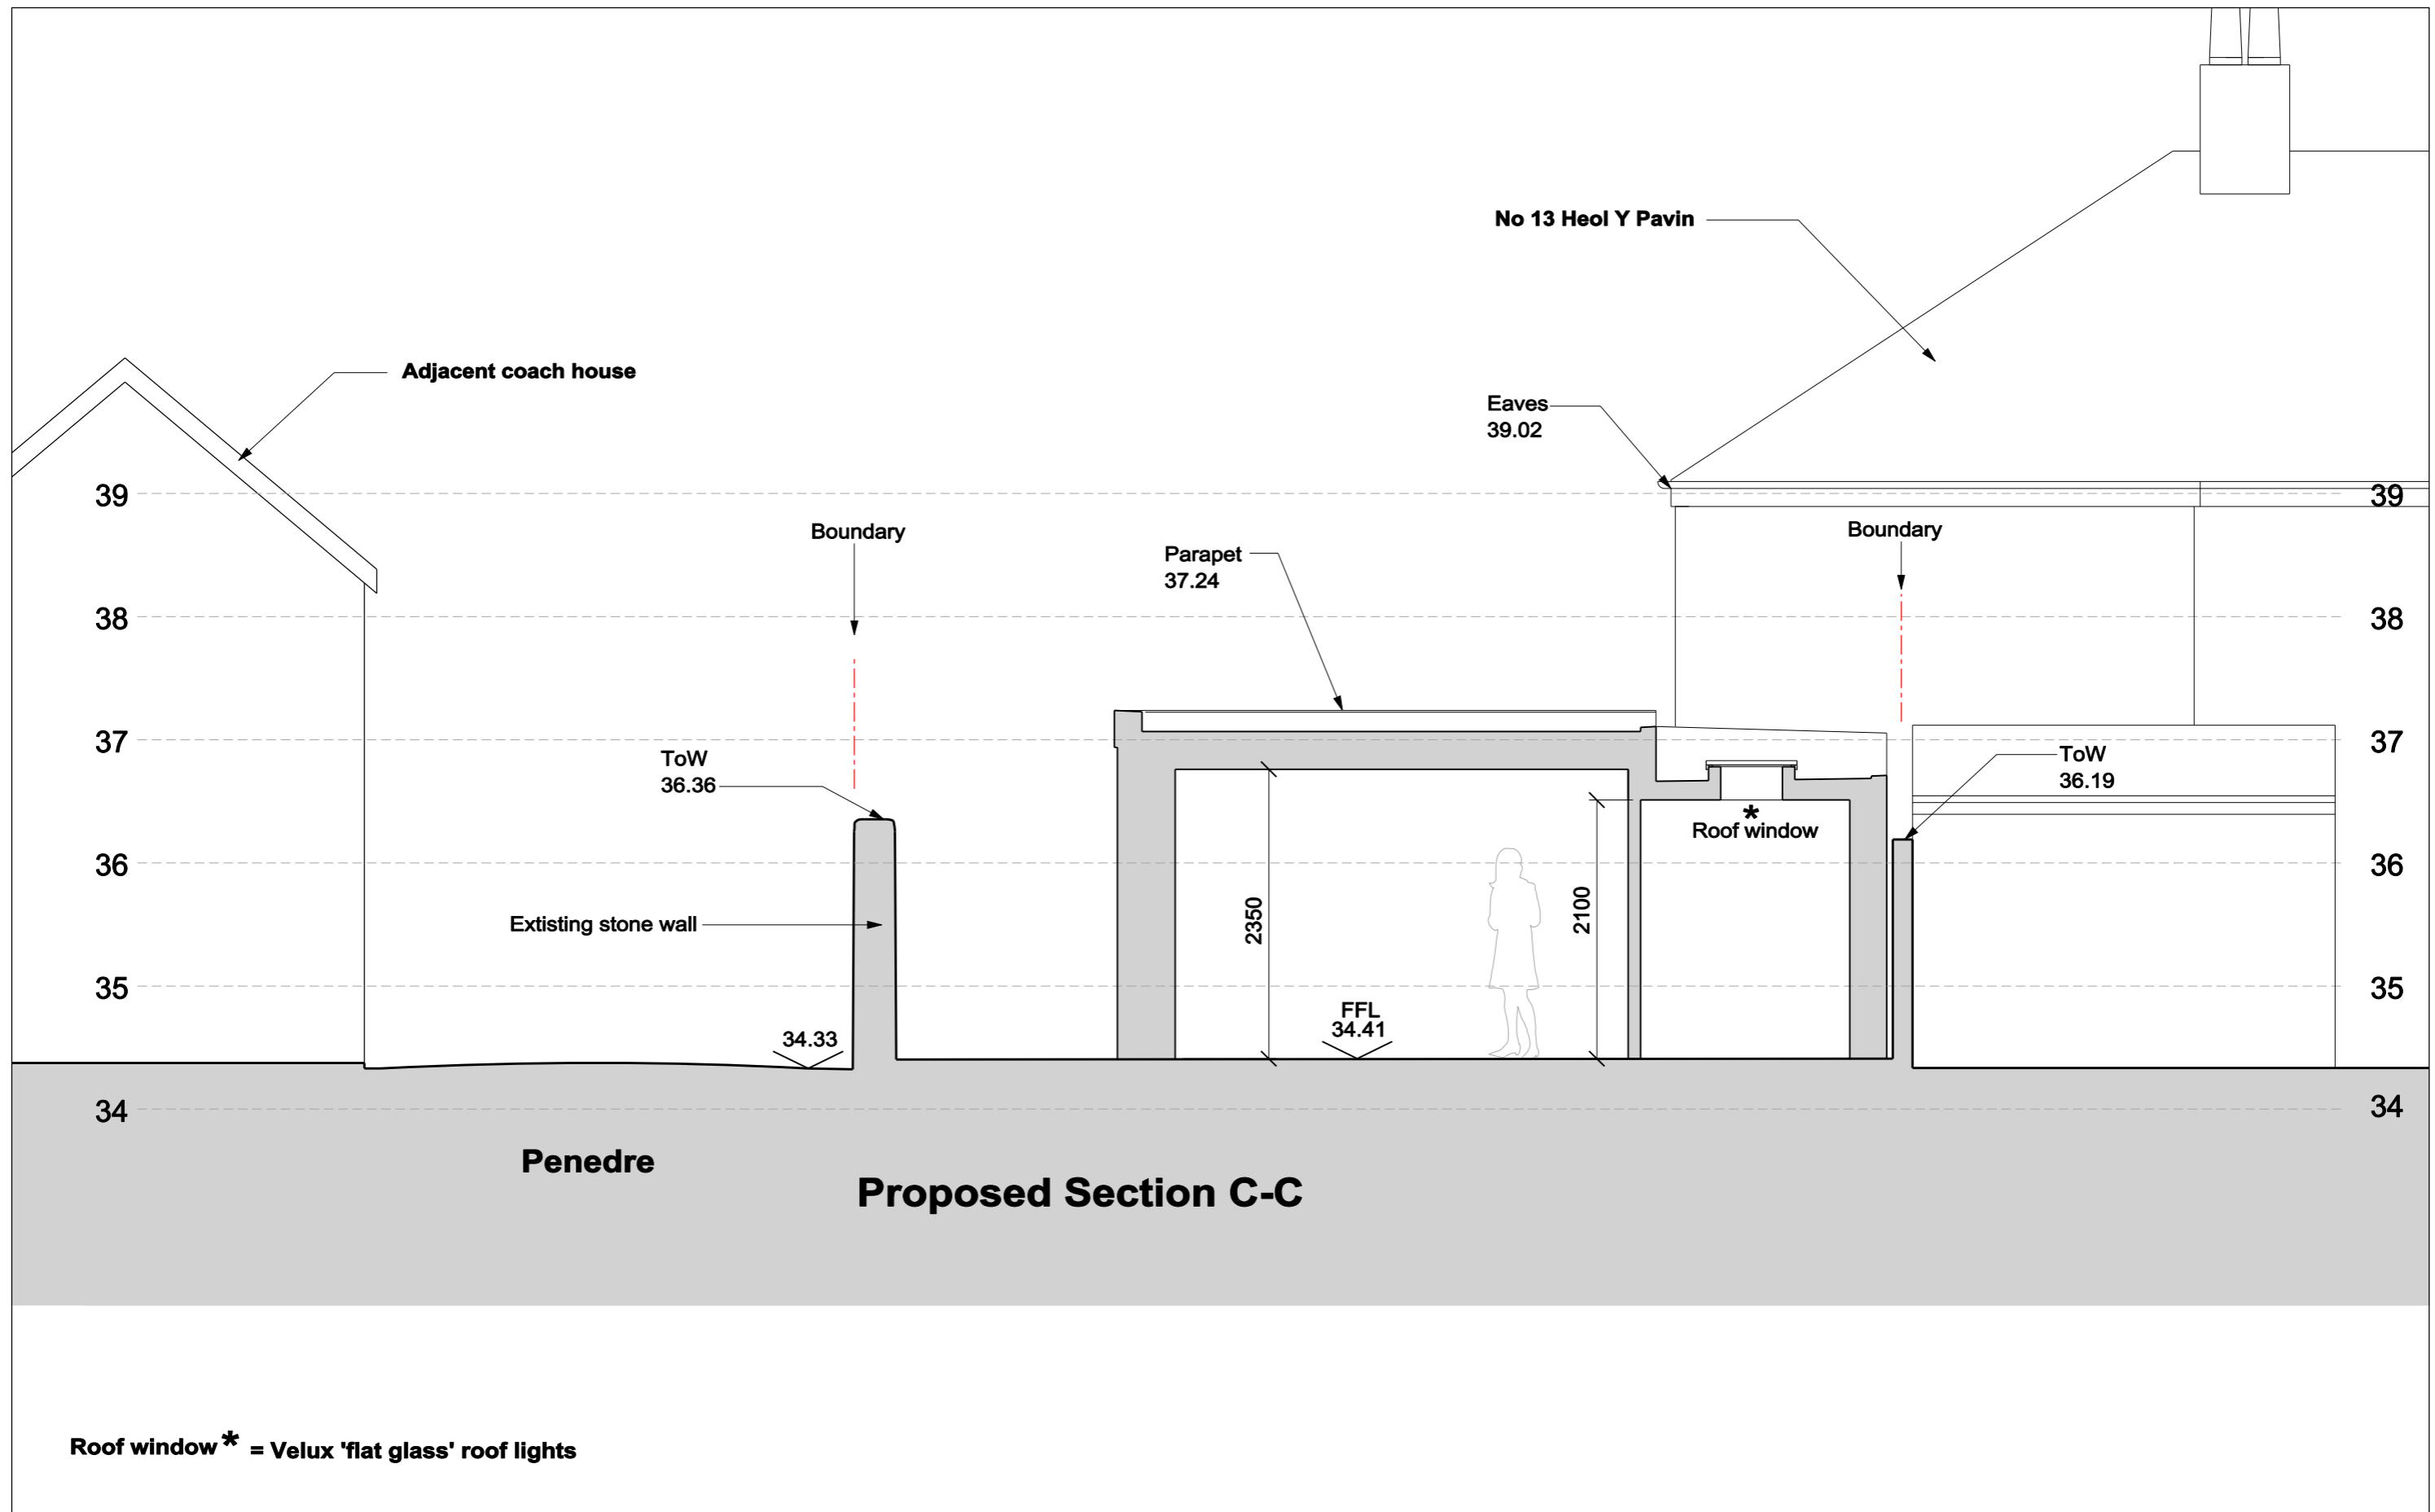 No 13 Heol Y Pavin
Adjacent coach house
Eaves
39.02
39
39
Boundary
Boundary
Parapet
37.24
38
38
37
37
ToW
36.36
ToW
36.19
*
Roof window
36
36
Extisting stone wall
2350
2100
35
35
FFL
34.41
34.33
34
34
Penedre
Proposed Section C-C
Roof window * = Velux 'flat glass' roof lights